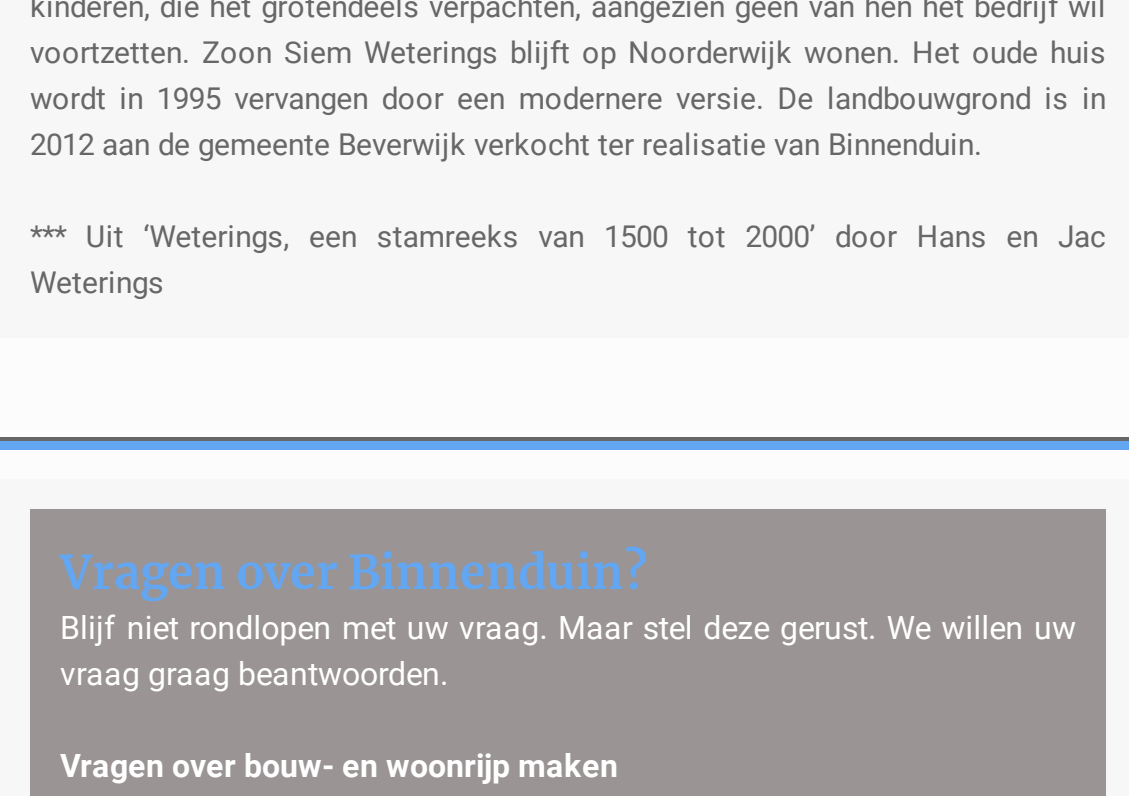 kinderen, die het grotendeels verpachten, aangezien geen van hen het bedrijf wil
voortzetten. Zoon Siem Weterings blijft op Noorderwijk wonen. Het oude huis
wordt in 1995 vervangen door een modernere versie. De landbouwgrond is in
2012 aan de gemeente Beverwijk verkocht ter realisatie van Binnenduin.
*** Uit ‘Weterings, een stamreeks van 1500 tot 2000’ door Hans en Jac
Weterings
Vragen over Binnenduin?
Blijf niet rondlopen met uw vraag. Maar stel deze gerust. We willen uw
vraag graag beantwoorden.
Vragen over bouw- en woonrijp maken